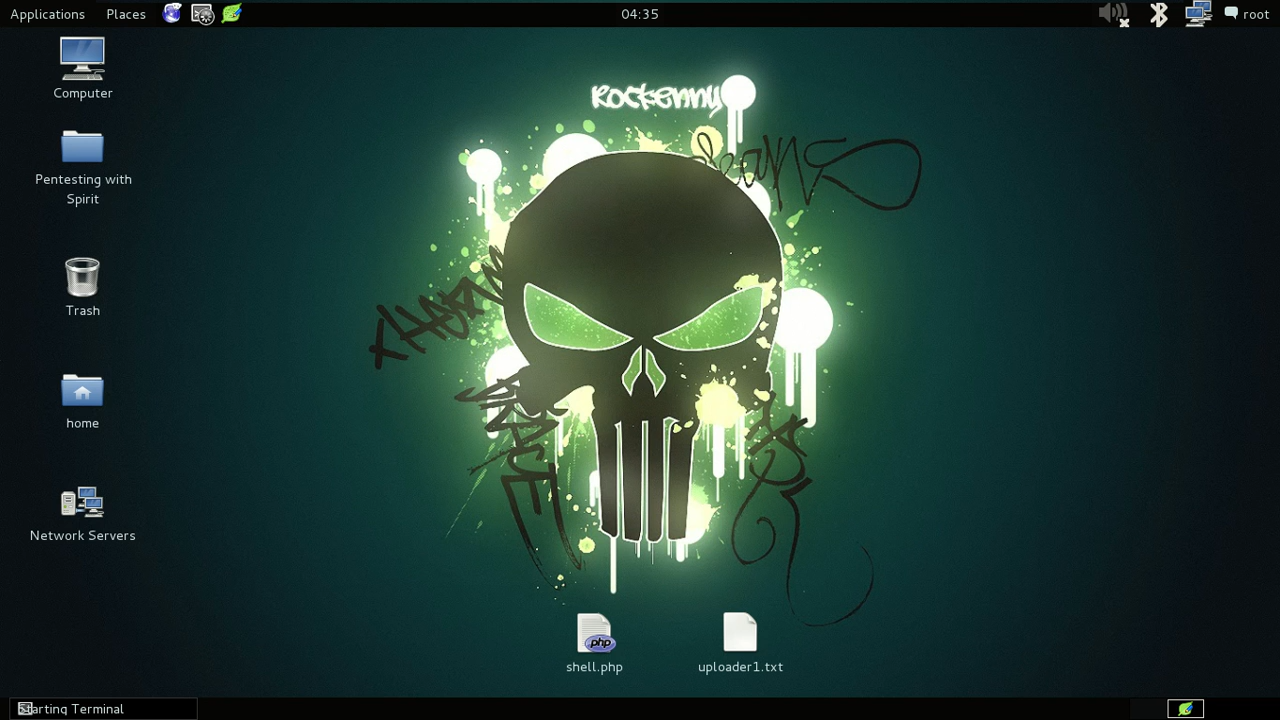 Applications Places 04:35 root
Computer
Rockenny
Pentesting with
Spirit
Trash
home
Network Servers
php
shell.php
uploader1.txt
Starting Terminal